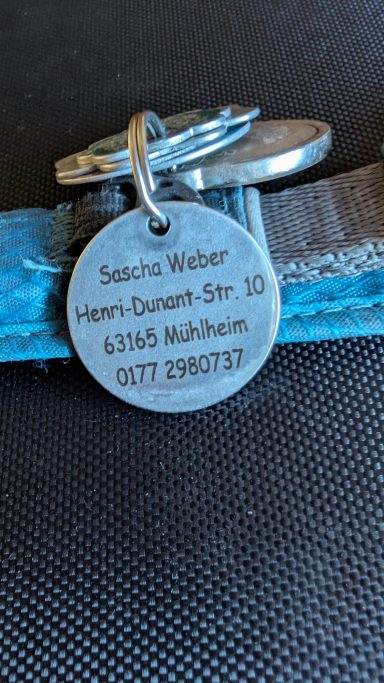 Sascha Weber
Henri-Dunant-Str. 10
63165 Mühlheim
0177 2980737